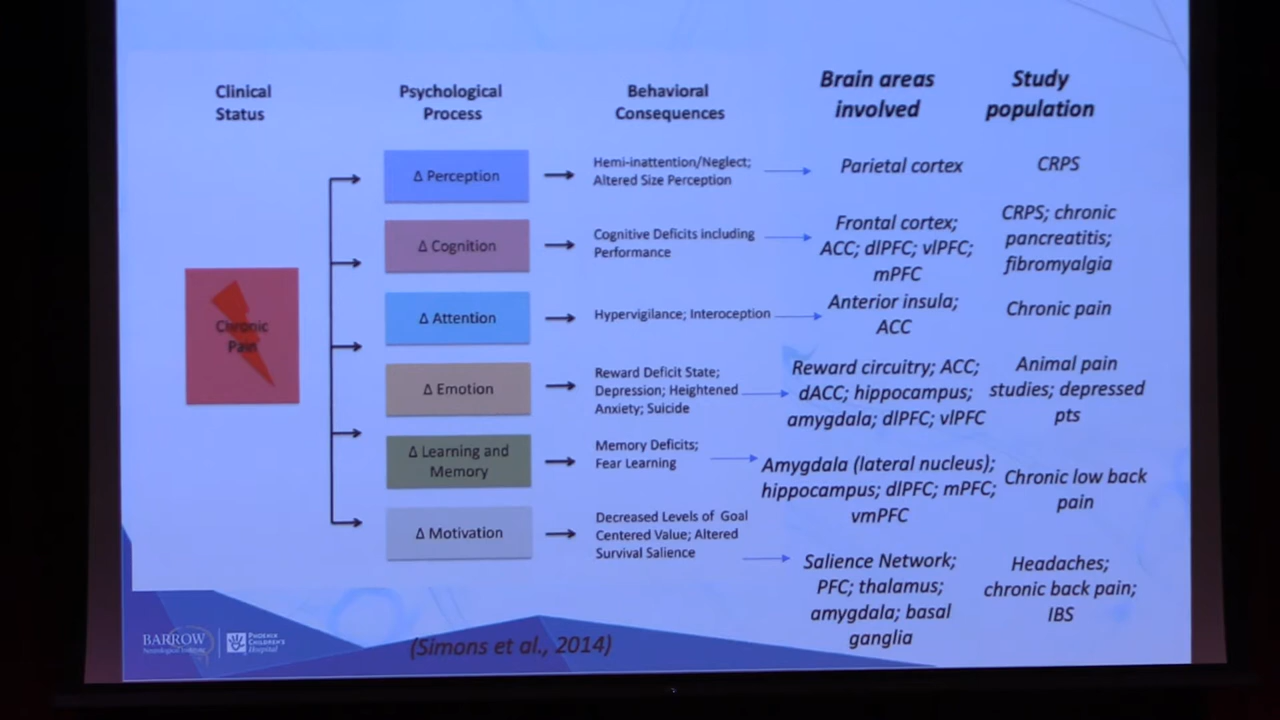 Clinical
Status
Psychological
Process
Behavioral
Consequences
Brain areas
involved
Study
population
Chronic
Pain
Δ Perception
Hemi-inattention/Neglect;
Altered Size Perception
Parietal cortex
CRPS
Δ Cognition
Cognitive Deficits including
Performance
Frontal cortex;
ACC; dlPFC; vlPFC;
mPFC
CRPS; chronic
pancreatitis;
fibromyalgia
Δ Attention
Hypervigilance; Interoception
Anterior insula;
ACC
Chronic pain
Δ Emotion
Reward Deficit State;
Depression; Heightened
Anxiety; Suicide
Reward circuitry; ACC;
dACC; hippocampus;
amygdala; dlPFC; vlPFC
Animal pain
studies; depressed
pts
Δ Learning and
Memory
Memory Deficits;
Fear Learning
Amygdala (lateral nucleus);
hippocampus; dlPFC; mPFC;
vmPFC
Chronic low back
pain
Δ Motivation
Decreased Levels of Goal
Centered Value; Altered
Survival Salience
Salience Network;
PFC; thalamus;
amygdala; basal
ganglia
Headaches;
chronic back pain;
IBS
BARROW
Neurological Institute
PHOENIX
CHILDREN'S
Hospital
(Simons et al., 2014)